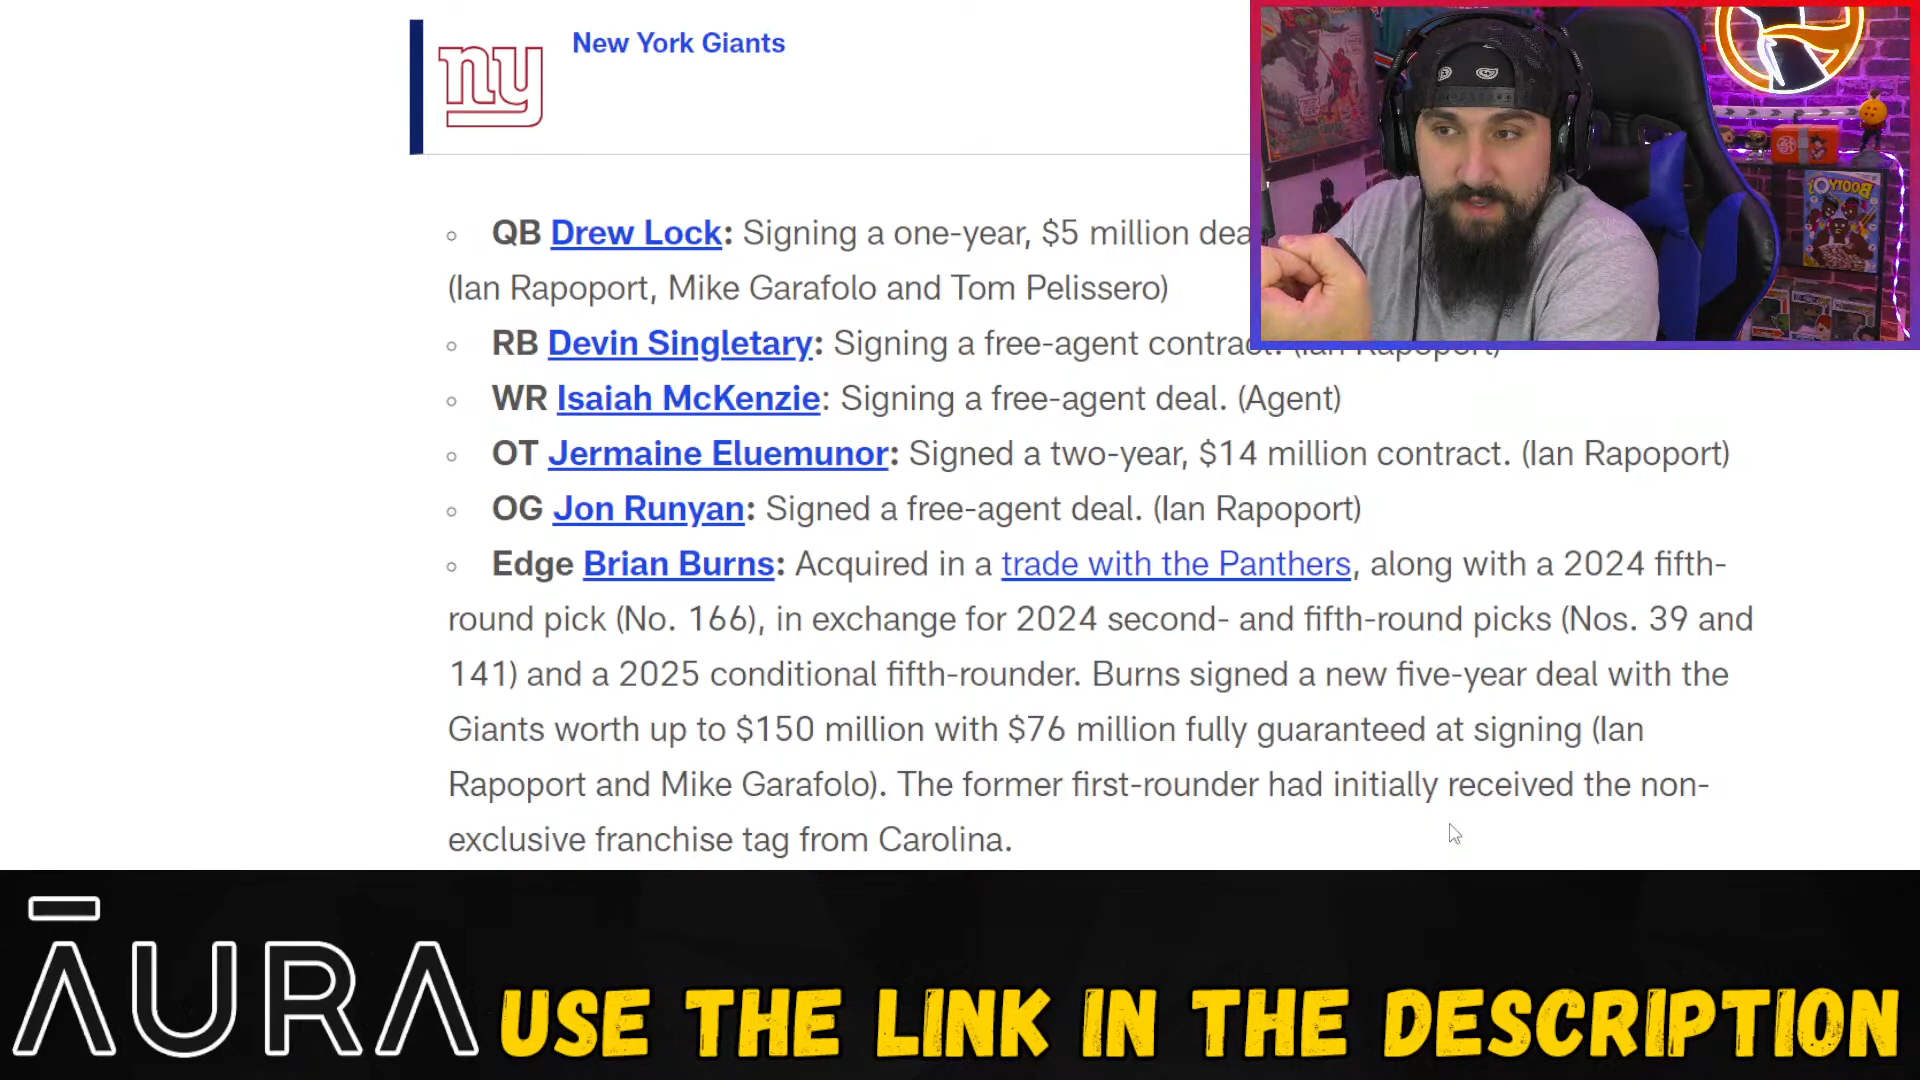 ny
New York Giants
QB Drew Lock: Signing a one-year, $5 million dea
(Ian Rapoport, Mike Garafolo and Tom Pelissero)
RB Devin Singletary: Signing a free-agent contract. (Ian Rapoport)
WR Isaiah McKenzie: Signing a free-agent deal. (Agent)
OT Jermaine Eluemunor: Signed a two-year, $14 million contract. (Ian Rapoport)
OG Jon Runyan: Signed a free-agent deal. (Ian Rapoport)
Edge Brian Burns: Acquired in a trade with the Panthers, along with a 2024 fifth-
round pick (No. 166), in exchange for 2024 second- and fifth-round picks (Nos. 39 and
141) and a 2025 conditional fifth-rounder. Burns signed a new five-year deal with the
Giants worth up to $150 million with $76 million fully guaranteed at signing (Ian
Rapoport and Mike Garafolo). The former first-rounder had initially received the non-
exclusive franchise tag from Carolina.
ĀURA USE THE LINK IN THE DESCRIPTION